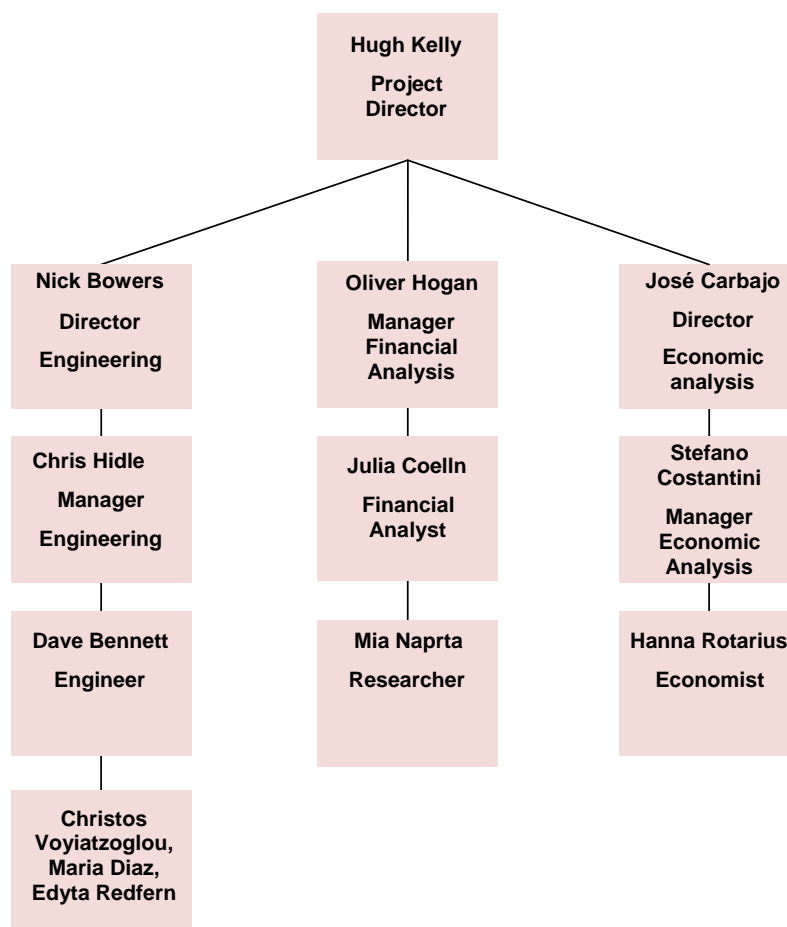 Hugh Kelly
Project
Director
Nick Bowers
Director
Engineering
Oliver Hogan
Manager
Financial
Analysis
José Carbajo
Director
Economic
analysis
Chris Hidle
Manager
Engineering
Julia Coelln
Financial
Analyst
Stefano
Costantini
Manager
Economic
Analysis
Dave Bennett
Engineer
Mia Naprta
Researcher
Hanna Rotarius
Economist
Christos
Voyiatzoglou,
Maria Diaz,
Edyta Redfern